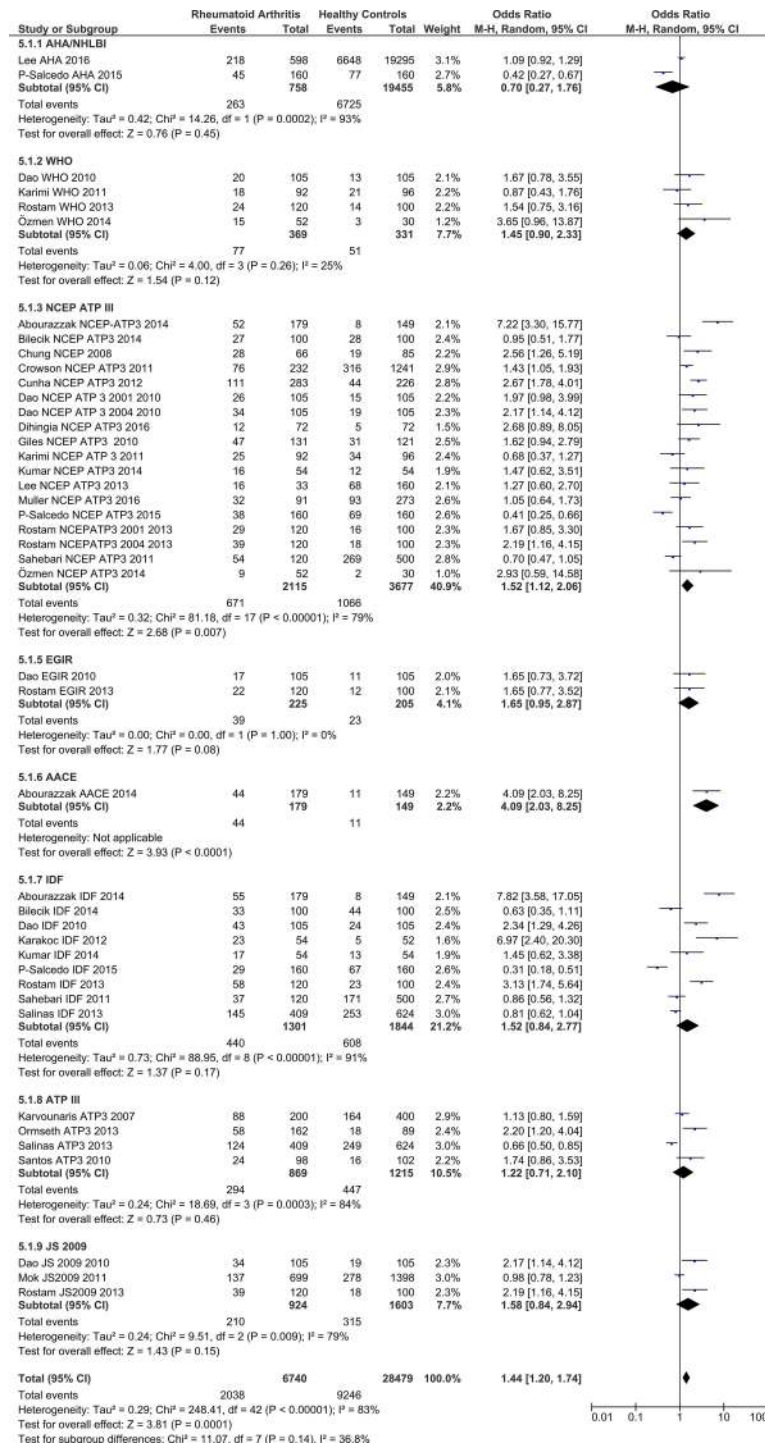 Rheumatoid Arthritis Healthy Controls Odds Ratio Odds Ratio
Study or Subgroup Events Total Events Total Weight M-H, Random, 95% CI M-H, Random, 95% CI
5.1.1 AHA/NHLBI
Lee AHA 2016 218 598 6648 19295 3.1% 1.09 [0.92, 1.29]
P-Salcedo AHA 2015 45 160 77 160 2.6% 0.42 [0.27, 0.67]
Subtotal (95% CI) 758 19455 5.8% 0.70 [0.27, 1.76]
Total events 263 6725
Heterogeneity: Tau² = 0.42; Chi² = 14.26, df = 1 (P = 0.0002); I² = 93%
Test for overall effect: Z = 0.76 (P = 0.45)
5.1.2 WHO
Dao WHO 2010 20 105 13 105 2.1% 1.67 [0.78, 3.55]
Karimi WHO 2011 18 92 21 96 2.2% 0.87 [0.43, 1.76]
Rostam WHO 2013 24 120 14 100 2.2% 1.54 [0.75, 3.16]
Özmen WHO 2014 15 52 3 30 1.2% 3.65 [0.96, 13.87]
Subtotal (95% CI) 369 331 7.7% 1.45 [0.90, 2.33]
Total events 77 51
Heterogeneity: Tau² = 0.06; Chi² = 4.00, df = 3 (P = 0.26); I² = 25%
Test for overall effect: Z = 1.54 (P = 0.12)
5.1.3 NCEP ATP III
Abourazzak NCEP-ATP3 2014 52 179 8 149 2.1% 7.22 [3.30, 15.77]
Bilecik NCEP ATP3 2014 27 100 28 100 2.3% 0.95 [0.51, 1.77]
Chung NCEP 2008 28 66 19 85 2.2% 2.56 [1.26, 5.19]
Crowson NCEP ATP3 2011 76 232 316 1241 2.9% 1.43 [1.05, 1.93]
Cunha NCEP ATP3 2012 111 283 44 226 2.7% 2.67 [1.78, 4.01]
Dao NCEP ATP 3 2001 2010 26 105 15 105 2.2% 1.97 [0.98, 3.99]
Dao NCEP ATP 3 2004 2010 34 105 19 105 2.3% 2.17 [1.14, 4.12]
Dihingia NCEP ATP3 2016 12 72 5 72 1.5% 2.68 [0.89, 8.05]
Giles NCEP ATP3 2010 47 131 31 121 2.5% 1.62 [0.94, 2.79]
Karimi NCEP ATP 3 2011 25 92 34 96 2.3% 0.68 [0.37, 1.27]
Kumar NCEP ATP3 2014 16 54 12 54 1.9% 1.47 [0.62, 3.51]
Lee NCEP ATP3 2013 16 33 68 160 2.1% 1.27 [0.60, 2.70]
Muller NCEP ATP3 2016 32 91 93 273 2.6% 1.05 [0.64, 1.73]
P-Salcedo NCEP ATP3 2015 38 160 69 160 2.6% 0.41 [0.25, 0.66]
Rostam NCEPATP3 2001 2013 29 120 16 100 2.2% 1.67 [0.85, 3.30]
Rostam NCEPATP3 2004 2013 39 120 18 100 2.3% 2.19 [1.16, 4.15]
Sahebari NCEP ATP3 2011 54 120 269 500 2.7% 0.70 [0.47, 1.05]
Özmen NCEP ATP3 2014 9 52 2 30 0.9% 2.93 [0.59, 14.58]
Subtotal (95% CI) 2115 3677 40.9% 1.52 [1.12, 2.06]
Total events 671 1066
Heterogeneity: Tau² = 0.32; Chi² = 81.18, df = 17 (P < 0.00001); I² = 79%
Test for overall effect: Z = 2.68 (P = 0.007)
5.1.5 EGIR
Dao EGIR 2010 17 105 11 105 2.0% 1.65 [0.73, 3.72]
Rostam EGIR 2013 22 120 12 100 2.1% 1.65 [0.77, 3.52]
Subtotal (95% CI) 225 205 4.1% 1.65 [0.95, 2.87]
Total events 39 23
Heterogeneity: Tau² = 0.00; Chi² = 0.00, df = 1 (P = 1.00); I² = 0%
Test for overall effect: Z = 1.77 (P = 0.08)
5.1.6 AACE
Abourazzak AACE 2014 44 179 11 149 2.2% 4.09 [2.03, 8.25]
Subtotal (95% CI) 179 149 2.2% 4.09 [2.03, 8.25]
Total events 44 11
Heterogeneity: Not applicable
Test for overall effect: Z = 3.93 (P < 0.0001)
5.1.7 IDF
Abourazzak IDF 2014 55 179 8 149 2.1% 7.82 [3.58, 17.05]
Bilecik IDF 2014 33 100 44 100 2.4% 0.63 [0.35, 1.11]
Dao IDF 2010 43 105 24 105 2.4% 2.34 [1.29, 4.26]
Karakoc IDF 2012 23 54 5 52 1.6% 6.97 [2.40, 20.30]
Kumar IDF 2014 17 54 13 54 1.9% 1.45 [0.62, 3.38]
P-Salcedo IDF 2015 29 160 67 160 2.5% 0.31 [0.18, 0.51]
Rostam IDF 2013 58 120 23 100 2.4% 3.13 [1.74, 5.64]
Sahebari IDF 2011 37 120 171 500 2.7% 0.86 [0.56, 1.32]
Salinas IDF 2013 145 409 253 624 3.0% 0.81 [0.62, 1.04]
Subtotal (95% CI) 1301 1844 21.2% 1.52 [0.84, 2.77]
Total events 440 608
Heterogeneity: Tau² = 0.73; Chi² = 88.95, df = 8 (P < 0.00001); I² = 91%
Test for overall effect: Z = 1.37 (P = 0.17)
5.1.8 ATP III
Karvounaris ATP3 2007 88 200 164 400 2.9% 1.13 [0.80, 1.59]
Ormseth ATP3 2013 58 162 18 89 2.4% 2.20 [1.20, 4.04]
Salinas ATP3 2013 124 409 249 624 3.0% 0.66 [0.50, 0.85]
Santos ATP3 2010 24 98 16 102 2.2% 1.74 [0.86, 3.53]
Subtotal (95% CI) 869 1215 10.5% 1.22 [0.71, 2.10]
Total events 294 447
Heterogeneity: Tau² = 0.24; Chi² = 18.69, df = 3 (P = 0.0003); I² = 84%
Test for overall effect: Z = 0.73 (P = 0.46)
5.1.9 JS 2009
Dao JS 2009 2010 34 105 19 105 2.3% 2.17 [1.14, 4.12]
Mok JS2009 2011 137 699 278 1398 3.0% 0.98 [0.78, 1.23]
Rostam JS2009 2013 39 120 18 100 2.3% 2.19 [1.16, 4.15]
Subtotal (95% CI) 924 1603 7.7% 1.58 [0.84, 2.94]
Total events 210 315
Heterogeneity: Tau² = 0.24; Chi² = 9.51, df = 2 (P = 0.009); I² = 79%
Test for overall effect: Z = 1.43 (P = 0.15)
Total (95% CI) 6740 28479 100.0% 1.44 [1.20, 1.74]
Total events 2038 9246
Heterogeneity: Tau² = 0.29; Chi² = 248.41, df = 42 (P < 0.00001); I² = 83%
Test for overall effect: Z = 3.81 (P = 0.0001)
Test for subgroup differences: Chi² = 11.07, df = 7 (P = 0.14), I² = 36.8%
0.01 0.1 1 10 100